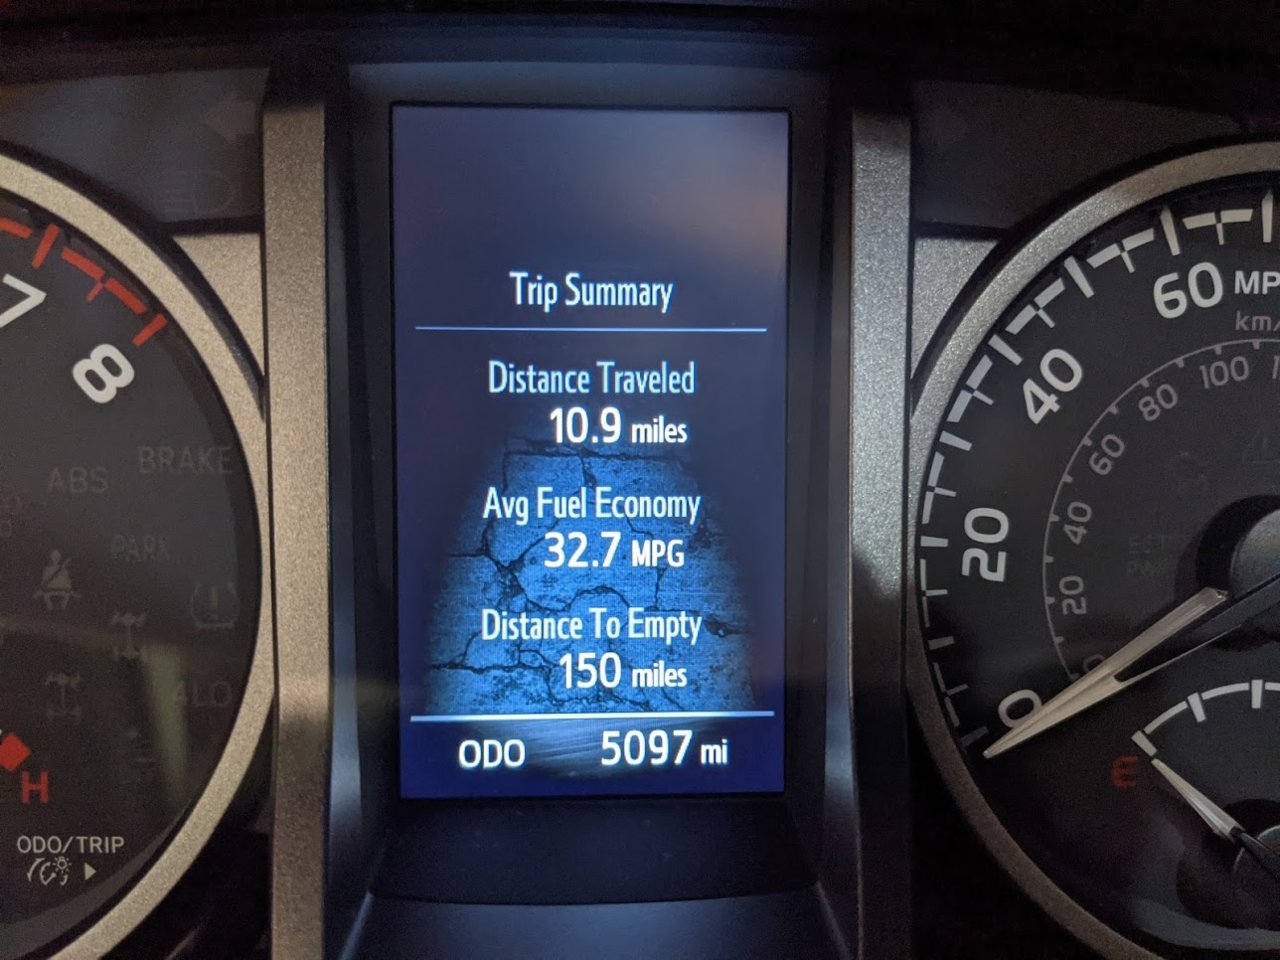 Trip Summary
Distance Traveled
10.9 miles
Avg Fuel Economy
32.7 MPG
Distance To Empty
150 miles
ODO 5097 mi
7
8
ABS
BRAKE
PARK
H
ODO/TRIP
0
20
40
60 MP
km/
20
40
60
80
100
E